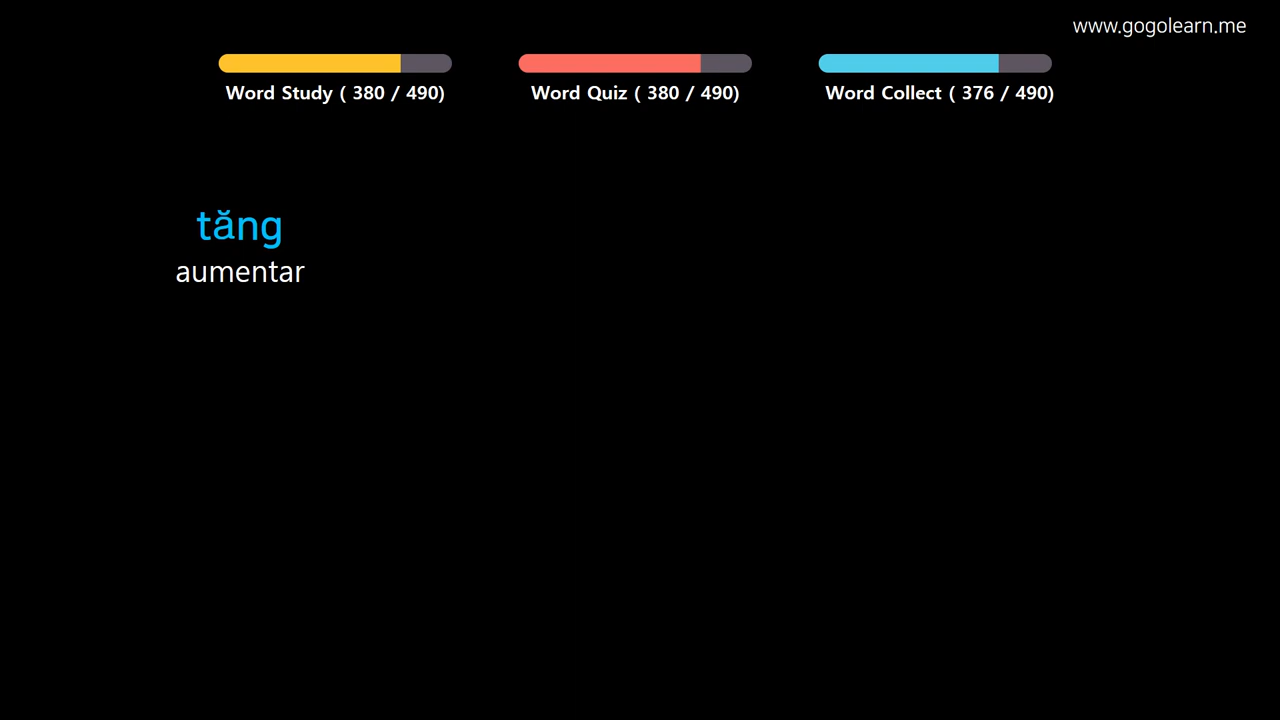 www.gogolearn.me
Word Study ( 380 / 490)
Word Quiz ( 380 / 490)
Word Collect ( 376 / 490)
tăng
aumentar